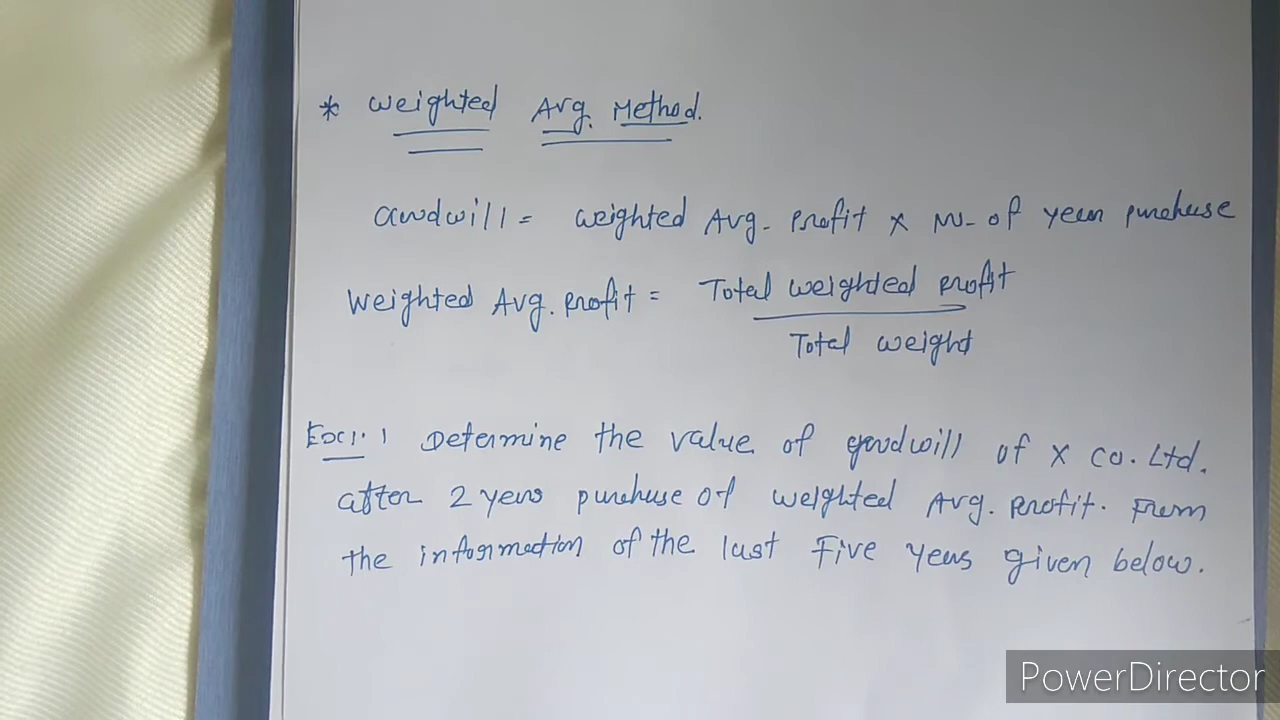 * Weighted Avg. Method.
Goodwill = Weighted Avg. Profit x No. of year purchase
Weighted Avg. Profit = Total weighted profit
Total weight
Ex:1 Determine the value of goodwill of X Co. Ltd.
after 2 years purchase of weighted Avg. Profit. From
the information of the last Five years given below.
PowerDirector